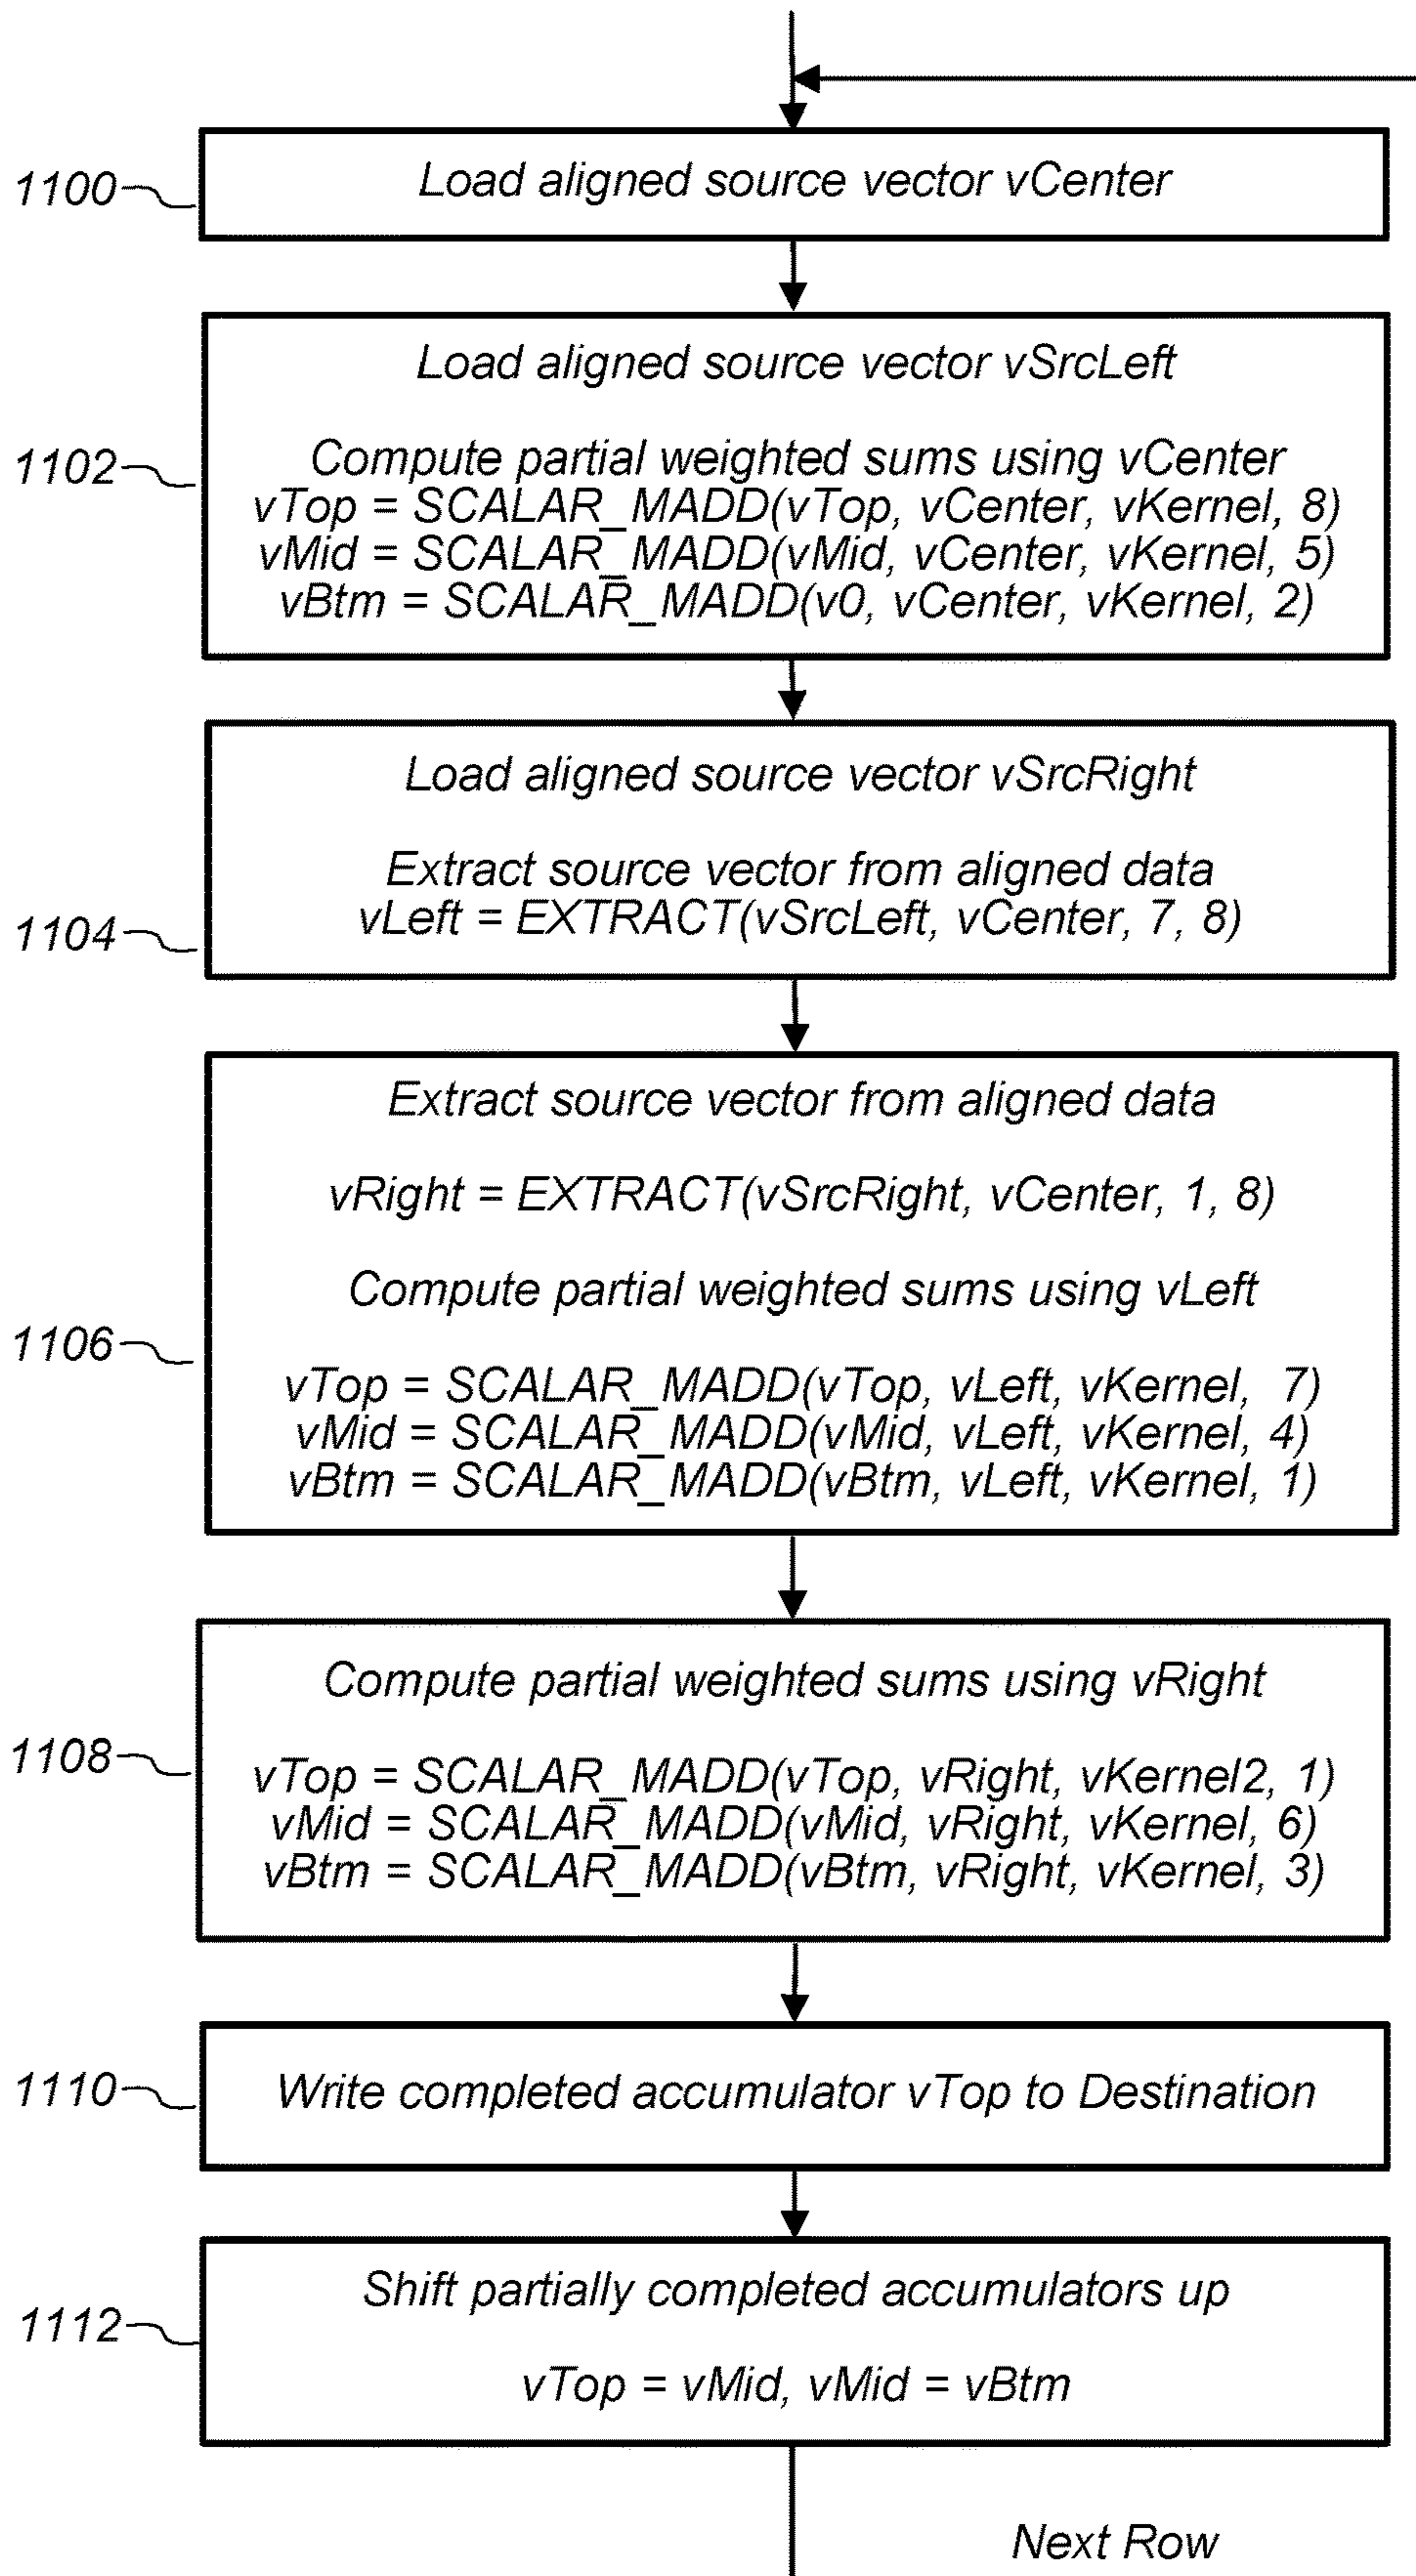 1100
Load aligned source vector vCenter
Load aligned source vector vSrcLeft
1102
Compute partial weighted sums using vCenter
vTop = SCALAR_MADD(vTop, vCenter, vKernel, 8)
vMid = SCALAR_MADD(vMid, vCenter, vKernel, 5)
vBtm = SCALAR_MADD(v0, vCenter, vKernel, 2)
Load aligned source vector vSrcRight
Extract source vector from aligned data
1104
vLeft = EXTRACT(vSrcLeft, vCenter, 7, 8)
Extract source vector from aligned data
vRight = EXTRACT(vSrcRight, vCenter, 1, 8)
Compute partial weighted sums using vLeft
1106
vTop = SCALAR_MADD(vTop, vLeft, vKernel, 7)
vMid = SCALAR_MADD(vMid, vLeft, vKernel, 4)
vBtm = SCALAR_MADD(vBtm, vLeft, vKernel, 1)
Compute partial weighted sums using vRight
1108
vTop = SCALAR_MADD(vTop, vRight, vKernel2, 1)
vMid = SCALAR_MADD(vMid, vRight, vKernel, 6)
vBtm = SCALAR_MADD(vBtm, vRight, vKernel, 3)
1110
Write completed accumulator vTop to Destination
Shift partially completed accumulators up
1112
vTop = vMid, vMid = vBtm
Next Row